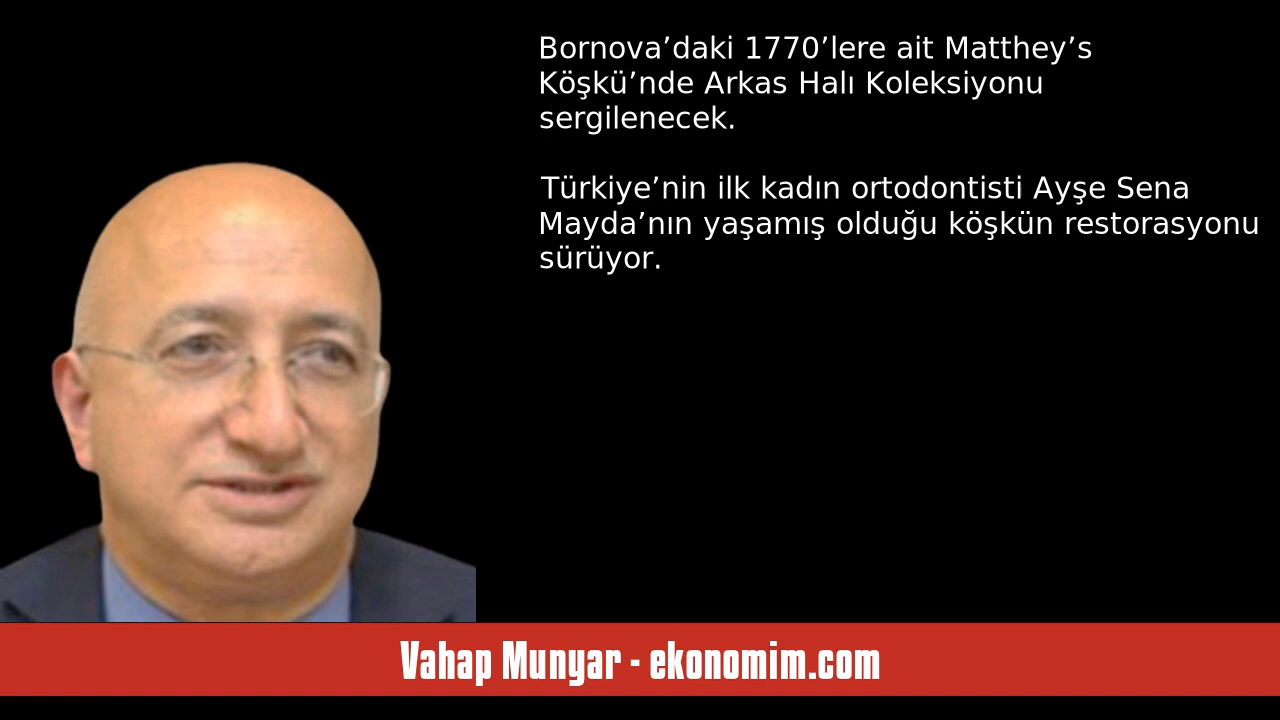 Bornova’daki 1770’lere ait Matthey’s
Köşkü’nde Arkas Halı Koleksiyonu
sergilenecek.
Türkiye’nin ilk kadın ortodontisti Ayşe Sena
Mayda’nın yaşamış olduğu köşkün restorasyonu
sürüyor.
Vahap Munyar - ekonomim.com